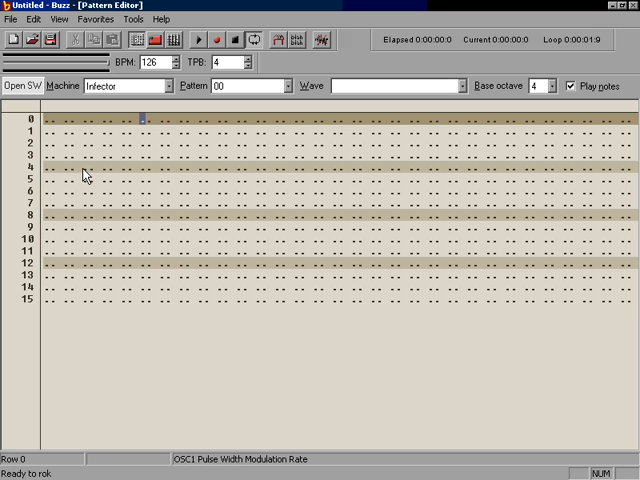 Untitled - Buzz - [Pattern Editor]
File Edit View Favorites Tools Help
Elapsed 0:00:00:0 Current 0:00:00:0 Loop 0:00:01:9
BPM: 126 TPB: 4
Open SW Machine Infector Pattern 00 Wave Base octave 4 Play notes
0
1
2
3
4
5
6
7
8
9
10
11
12
13
14
15
Row 0 OSC1 Pulse Width Modulation Rate
Ready to rok NUM